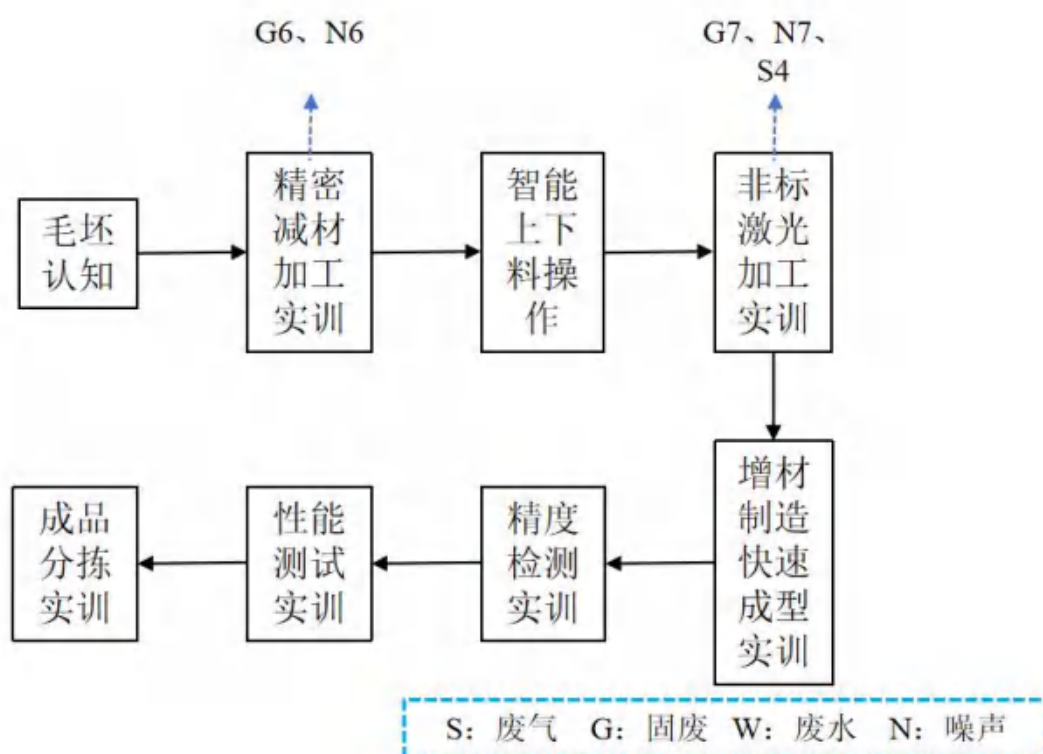 G6、N6
G7、N7、
S4
毛坯
认知
精密
减材
加工
实训
智能
上下
料操
作
非标
激光
加工
实训
增材
制造
快速
成型
实训
精度
检测
实训
性能
测试
实训
成品
分拣
实训
S：废气 G：固废 W：废水 N：噪声